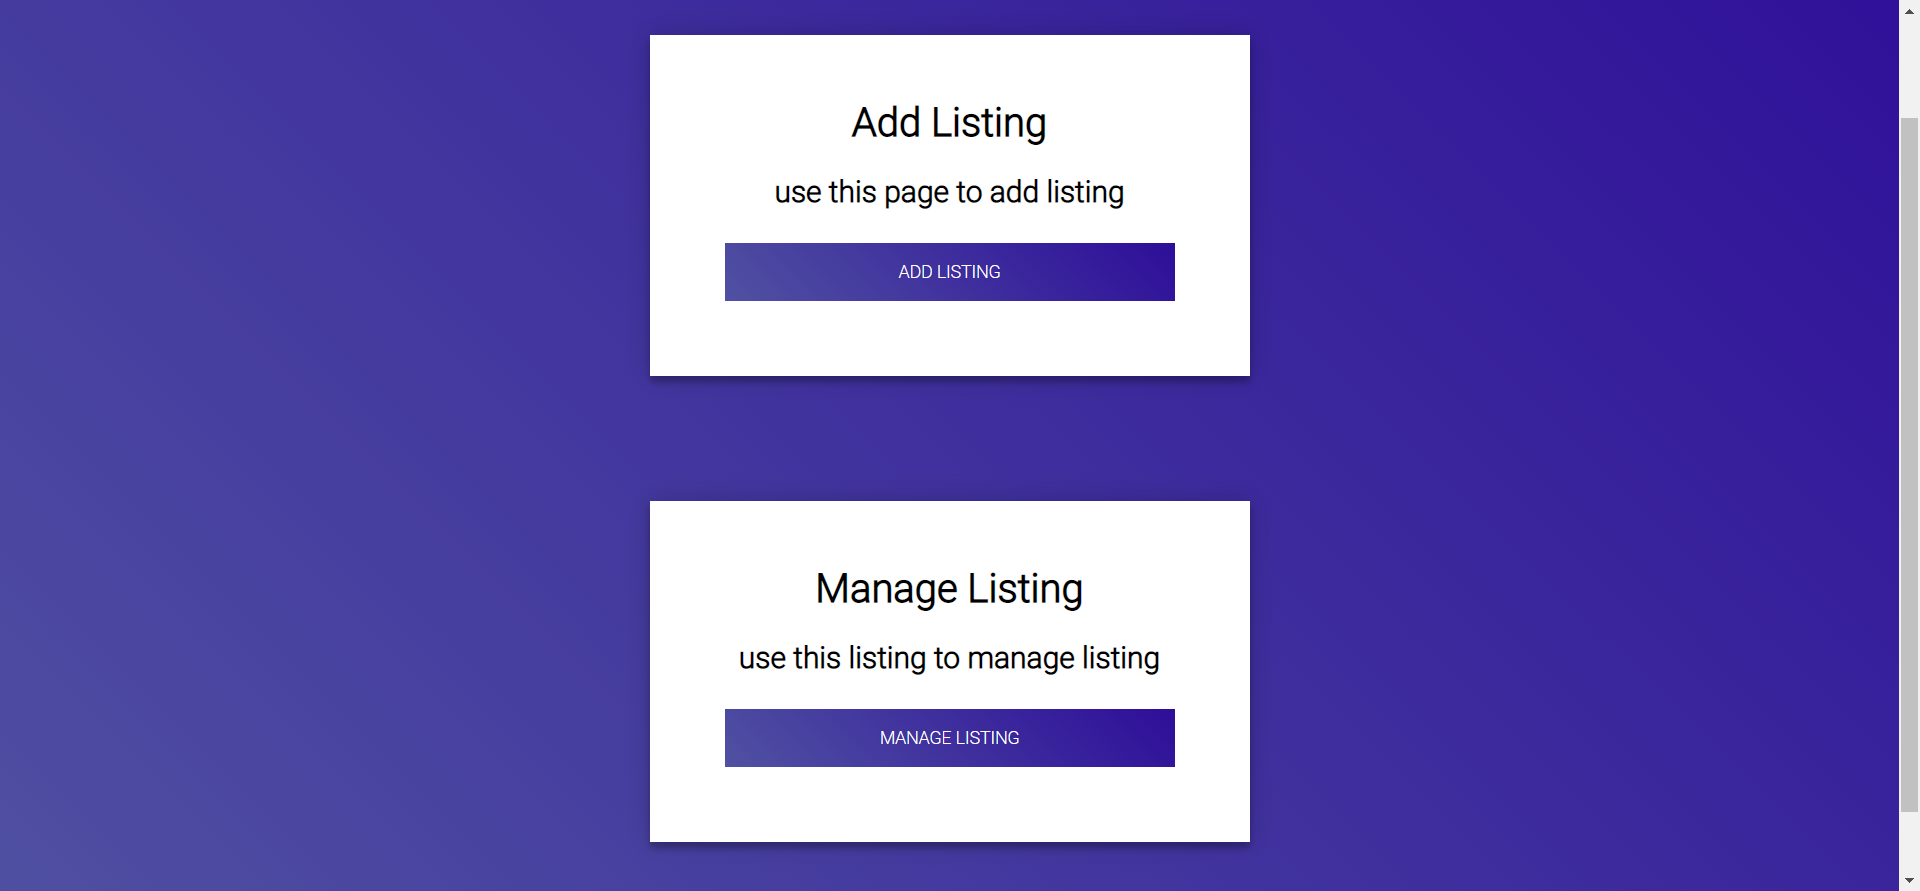 Add Listing
use this page to add listing
ADD LISTING
Manage Listing
use this listing to manage listing
MANAGE LISTING